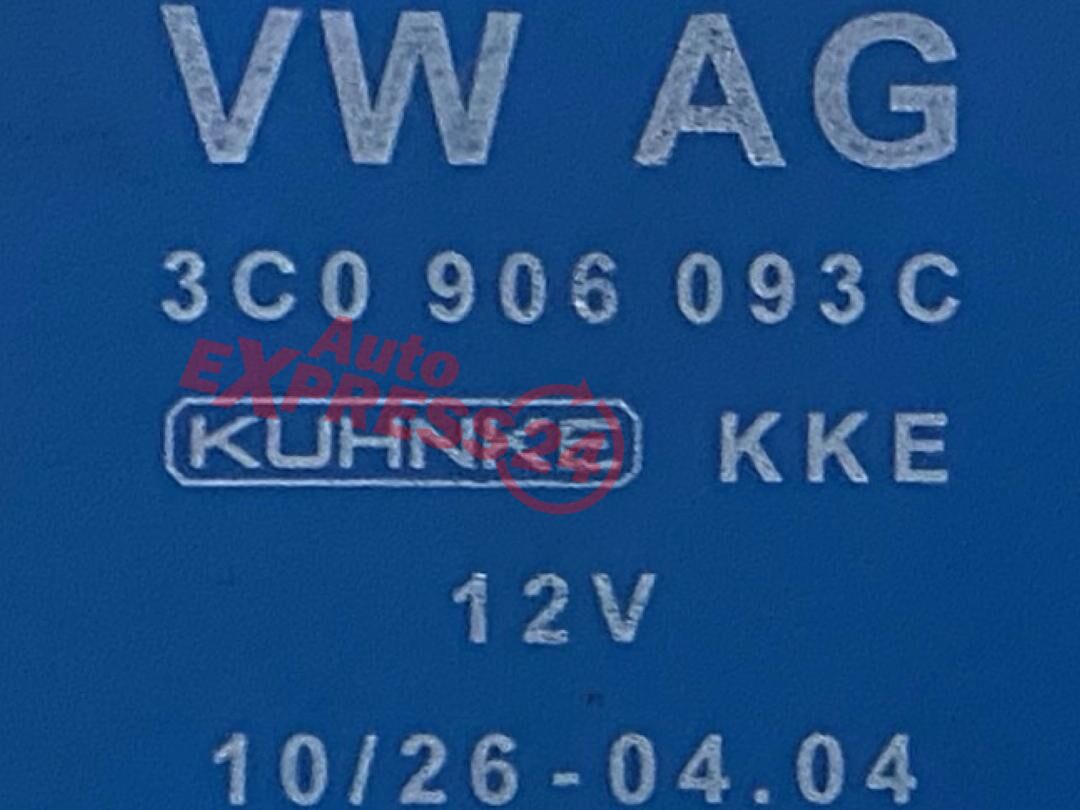 VW AG
3C0 906 093C
Auto
EXPRESS24
KUHNKE KKE
12V
10/26-04.04